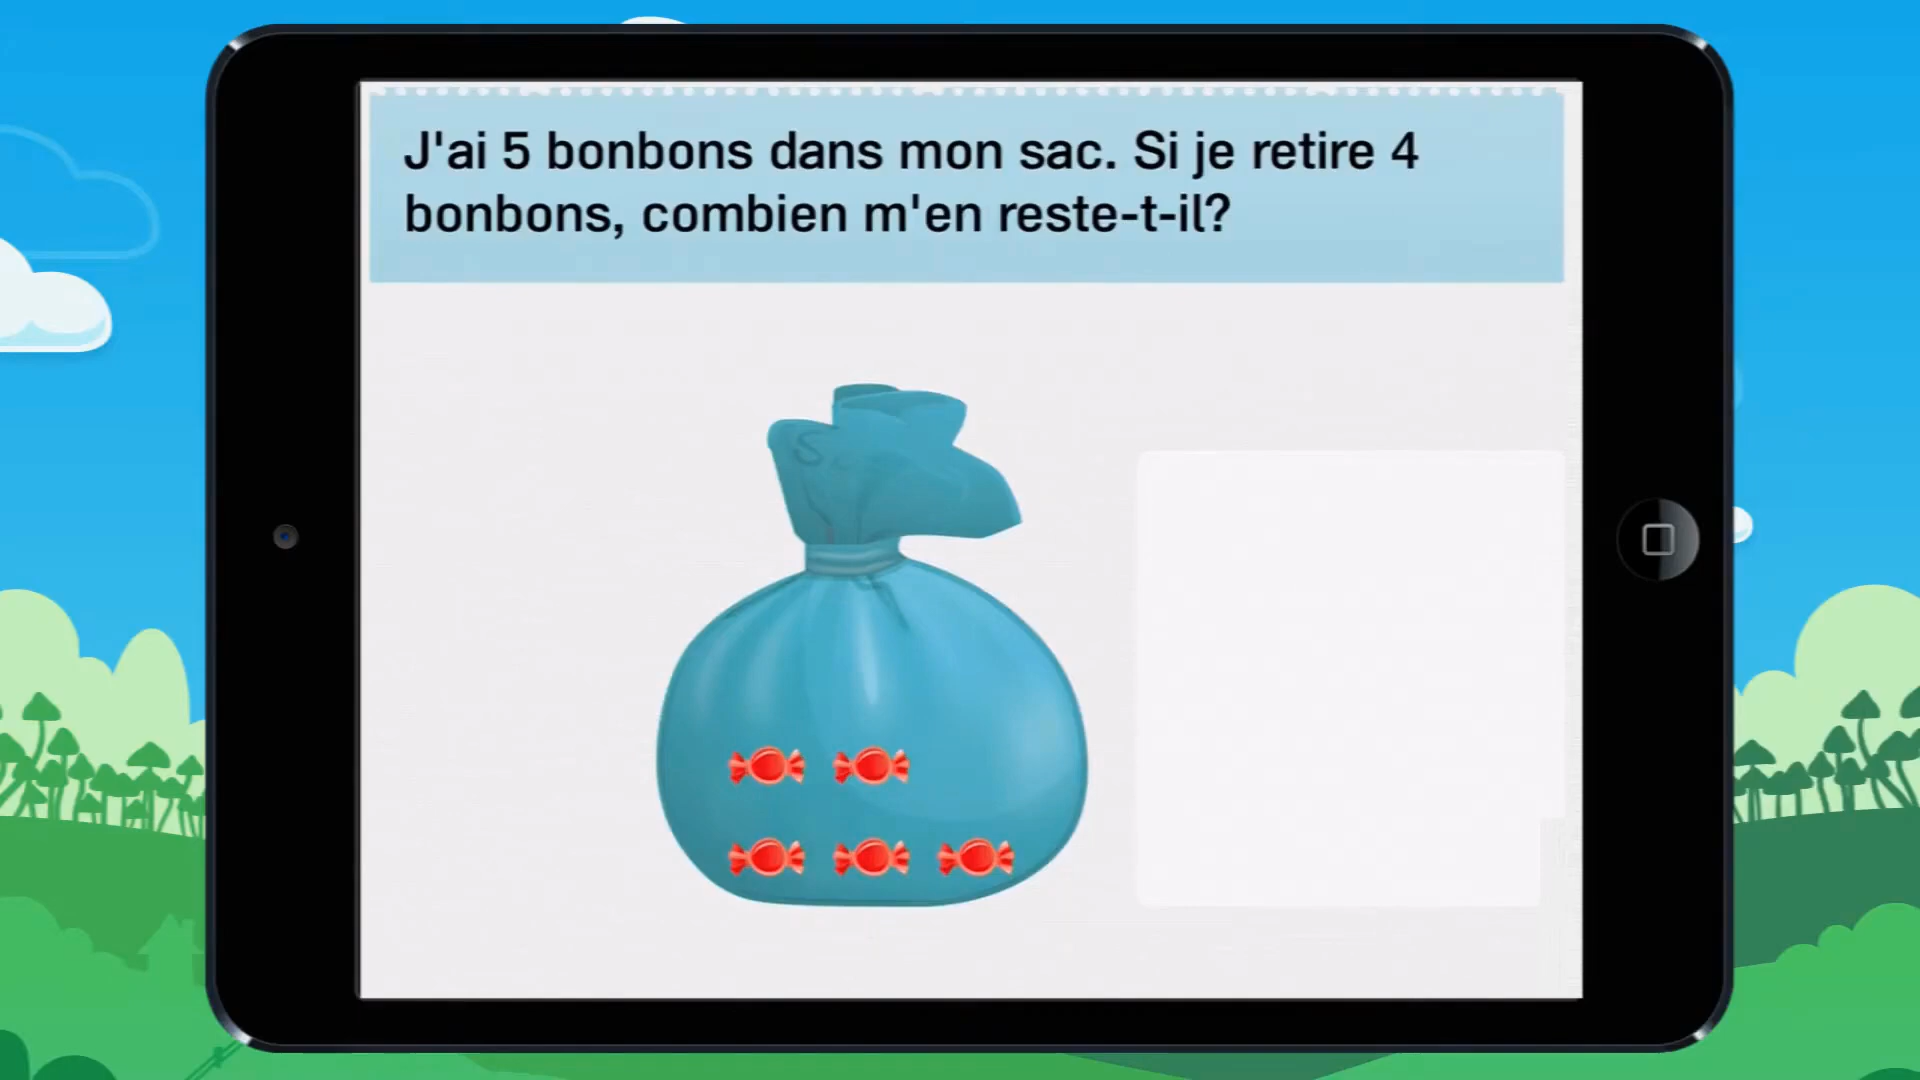 J'ai 5 bonbons dans mon sac. Si je retire 4
bonbons, combien m'en reste-t-il?